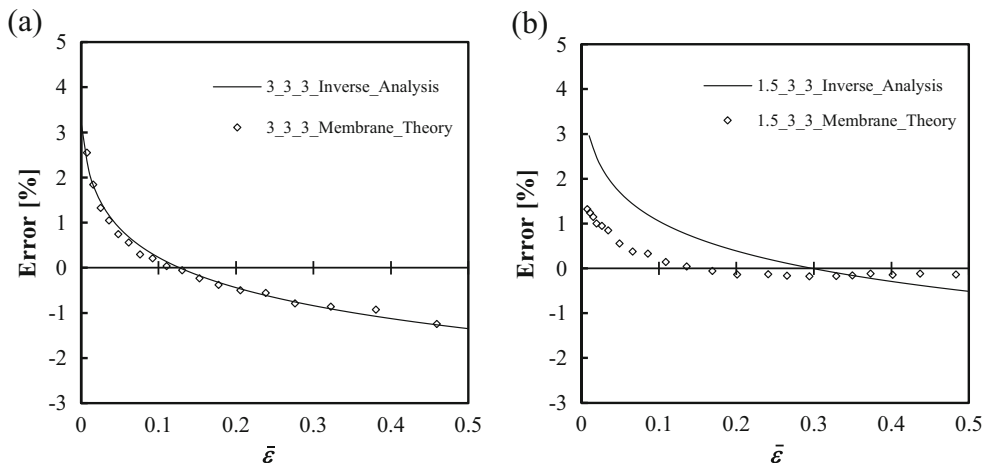 (a)
5
4
3
2
1
0
-1
-2
-3
Error [%]
3_3_3_Inverse_Analysis
3_3_3_Membrane_Theory
0 0.1 0.2 0.3 0.4 0.5
ε̄
(b)
5
4
3
2
1
0
-1
-2
-3
Error [%]
1.5_3_3_Inverse_Analysis
1.5_3_3_Membrane_Theory
0 0.1 0.2 0.3 0.4 0.5
ε̄